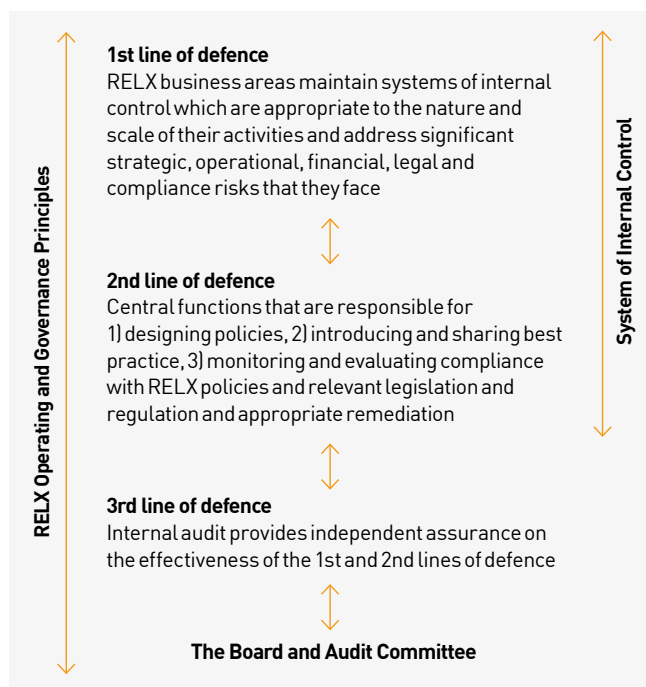 1st line of defence
RELX business areas maintain systems of internal
control which are appropriate to the nature and
scale of their activities and address significant
strategic, operational, financial, legal and
compliance risks that they face
2nd line of defence
Central functions that are responsible for
1) designing policies, 2) introducing and sharing best
practice, 3) monitoring and evaluating compliance
with RELX policies and relevant legislation and
regulation and appropriate remediation
3rd line of defence
Internal audit provides independent assurance on
the effectiveness of the 1st and 2nd lines of defence
The Board and Audit Committee
RELX Operating and Governance Principles
System of Internal Control